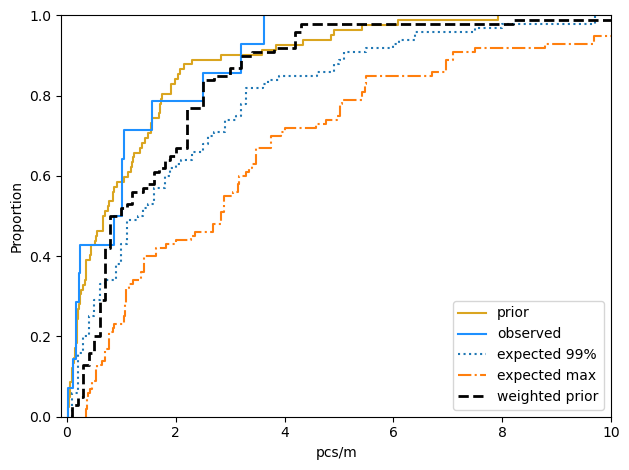 1.0
0.8
0.6
0.4
0.2
0.0
Proportion
0 2 4 6 8 10
pcs/m
prior
observed
expected 99%
expected max
weighted prior